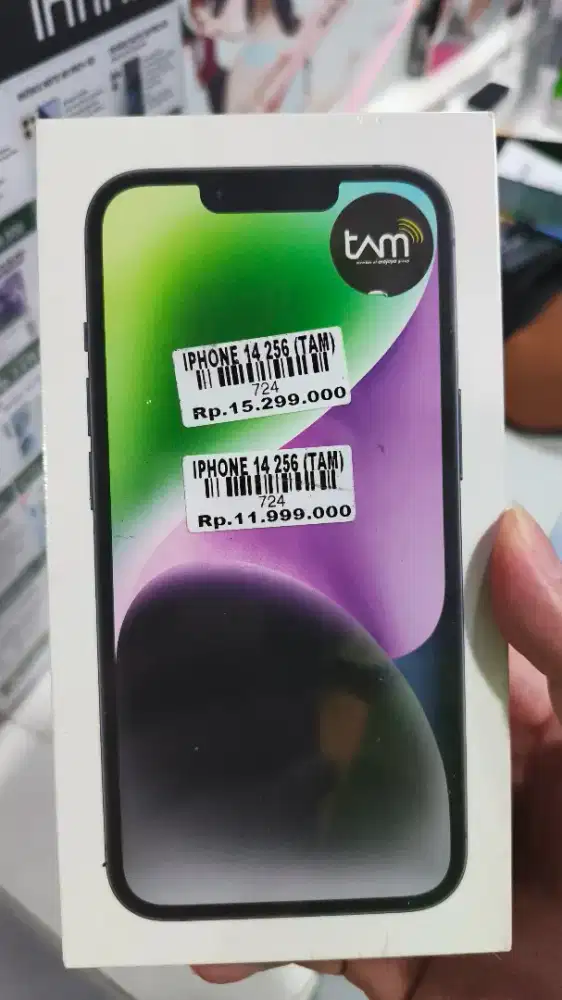 tam
IPHONE 14 256 (TAM)
724
Rp.15.299.000
IPHONE 14 256 (TAM)
724
Rp.11.999.000